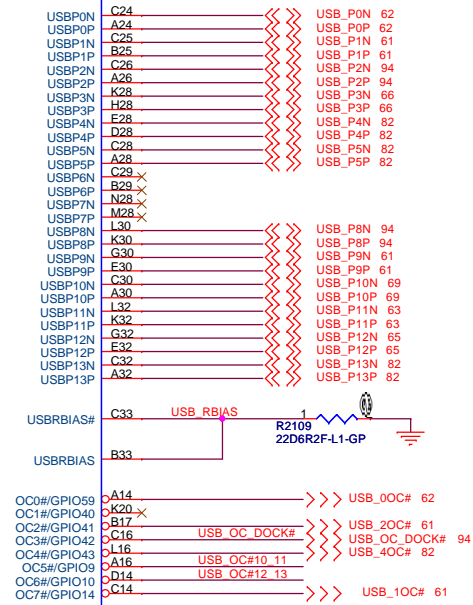 USBP0N C24 USB_P0N 62
USBP0P A24 USB_P0P 62
USBP1N C25 USB_P1N 61
USBP1P B25 USB_P1P 61
USBP2N C26 USB_P2N 94
USBP2P A26 USB_P2P 94
USBP3N K28 USB_P3N 66
USBP3P H28 USB_P3P 66
USBP4N E28 USB_P4N 82
USBP4P D28 USB_P4P 82
USBP5N C28 USB_P5N 82
USBP5P A28 USB_P5P 82
USBP6N C29
USBP6P B29
USBP7N N28
USBP7P M28
USBP8N L30 USB_P8N 94
USBP8P K30 USB_P8P 94
USBP9N G30 USB_P9N 61
USBP9P E30 USB_P9P 61
USBP10N C30 USB_P10N 69
USBP10P A30 USB_P10P 69
USBP11N L32 USB_P11N 63
USBP11P K32 USB_P11P 63
USBP12N G32 USB_P12N 65
USBP12P E32 USB_P12P 65
USBP13N C32 USB_P13N 82
USBP13P A32 USB_P13P 82
USBRBIAS# C33 USB_RBIAS 1
R2109
22D6R2F-L1-GP
USBRBIAS B33
OC0#/GPIO59 A14 USB_0OC# 62
OC1#/GPIO40 K20
OC2#/GPIO41 B17 USB_2OC# 61
OC3#/GPIO42 C16 USB_OC_DOCK# USB_OC_DOCK# 94
OC4#/GPIO43 L16 USB_4OC# 82
OC5#/GPIO9 A16 USB_OC#10_11
OC6#/GPIO10 D14 USB_OC#12_13
OC7#/GPIO14 C14 USB_1OC# 61